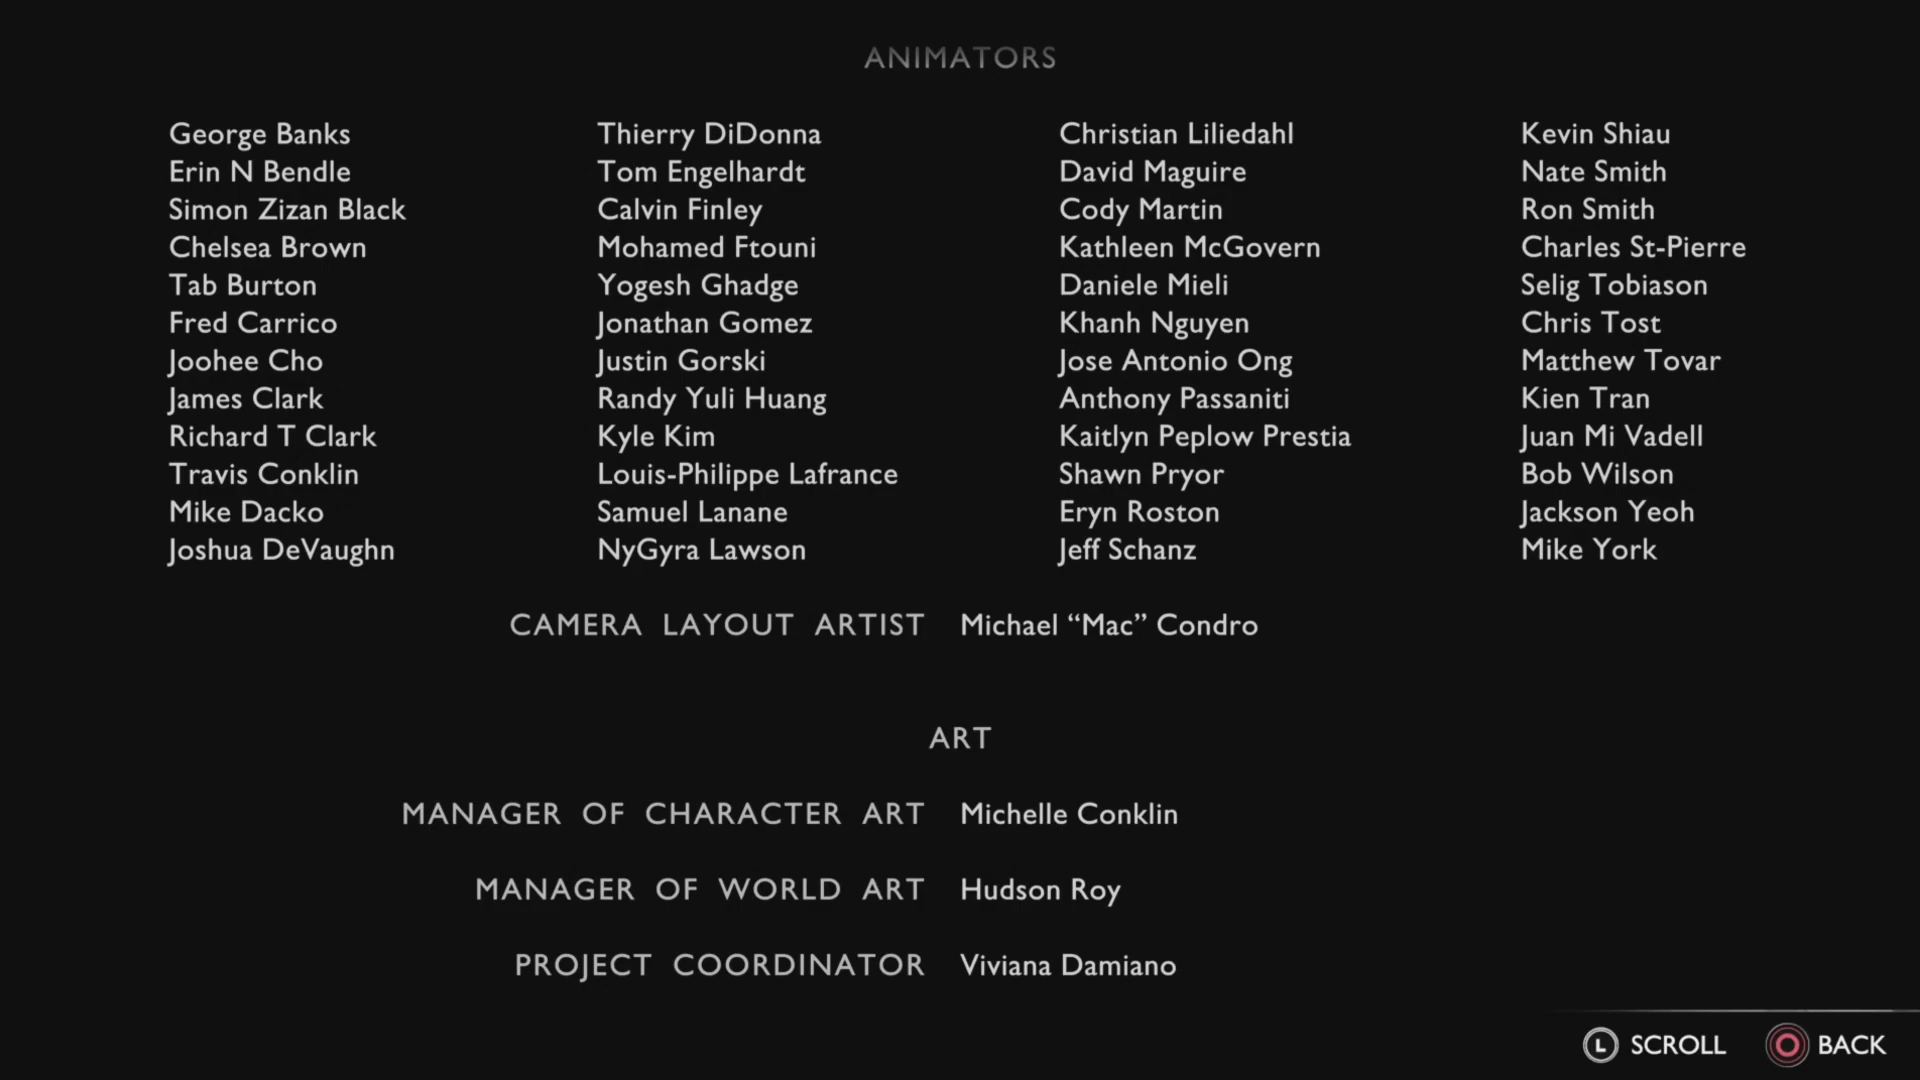 ANIMATORS
George Banks
Erin N Bendle
Simon Zizan Black
Chelsea Brown
Tab Burton
Fred Carrico
Joohee Cho
James Clark
Richard T Clark
Travis Conklin
Mike Dacko
Joshua DeVaughn
Thierry DiDonna
Tom Engelhardt
Calvin Finley
Mohamed Ftouni
Yogesh Ghadge
Jonathan Gomez
Justin Gorski
Randy Yuli Huang
Kyle Kim
Louis-Philippe Lafrance
Samuel Lanane
NyGyra Lawson
Christian Liliedahl
David Maguire
Cody Martin
Kathleen McGovern
Daniele Mieli
Khanh Nguyen
Jose Antonio Ong
Anthony Passaniti
Kaitlyn Peplow Prestia
Shawn Pryor
Eryn Roston
Jeff Schanz
Kevin Shiau
Nate Smith
Ron Smith
Charles St-Pierre
Selig Tobiason
Chris Tost
Matthew Tovar
Kien Tran
Juan Mi Vadell
Bob Wilson
Jackson Yeoh
Mike York
CAMERA LAYOUT ARTIST Michael “Mac” Condro
ART
MANAGER OF CHARACTER ART Michelle Conklin
MANAGER OF WORLD ART Hudson Roy
PROJECT COORDINATOR Viviana Damiano
L SCROLL BACK